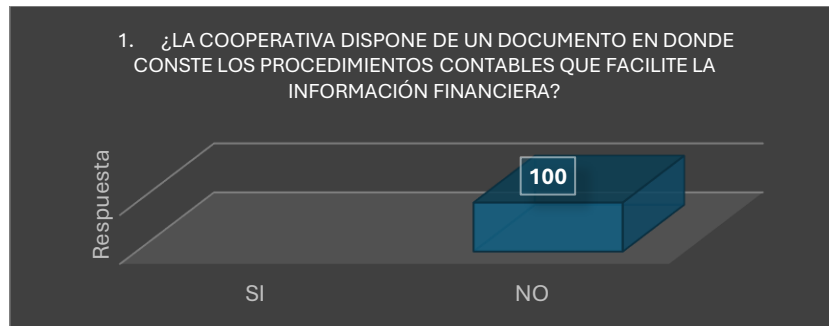 1. ¿LA COOPERATIVA DISPONE DE UN DOCUMENTO EN DONDE
CONSTE LOS PROCEDIMIENTOS CONTABLES QUE FACILITE LA
INFORMACIÓN FINANCIERA?
100
Respuesta
SI
NO